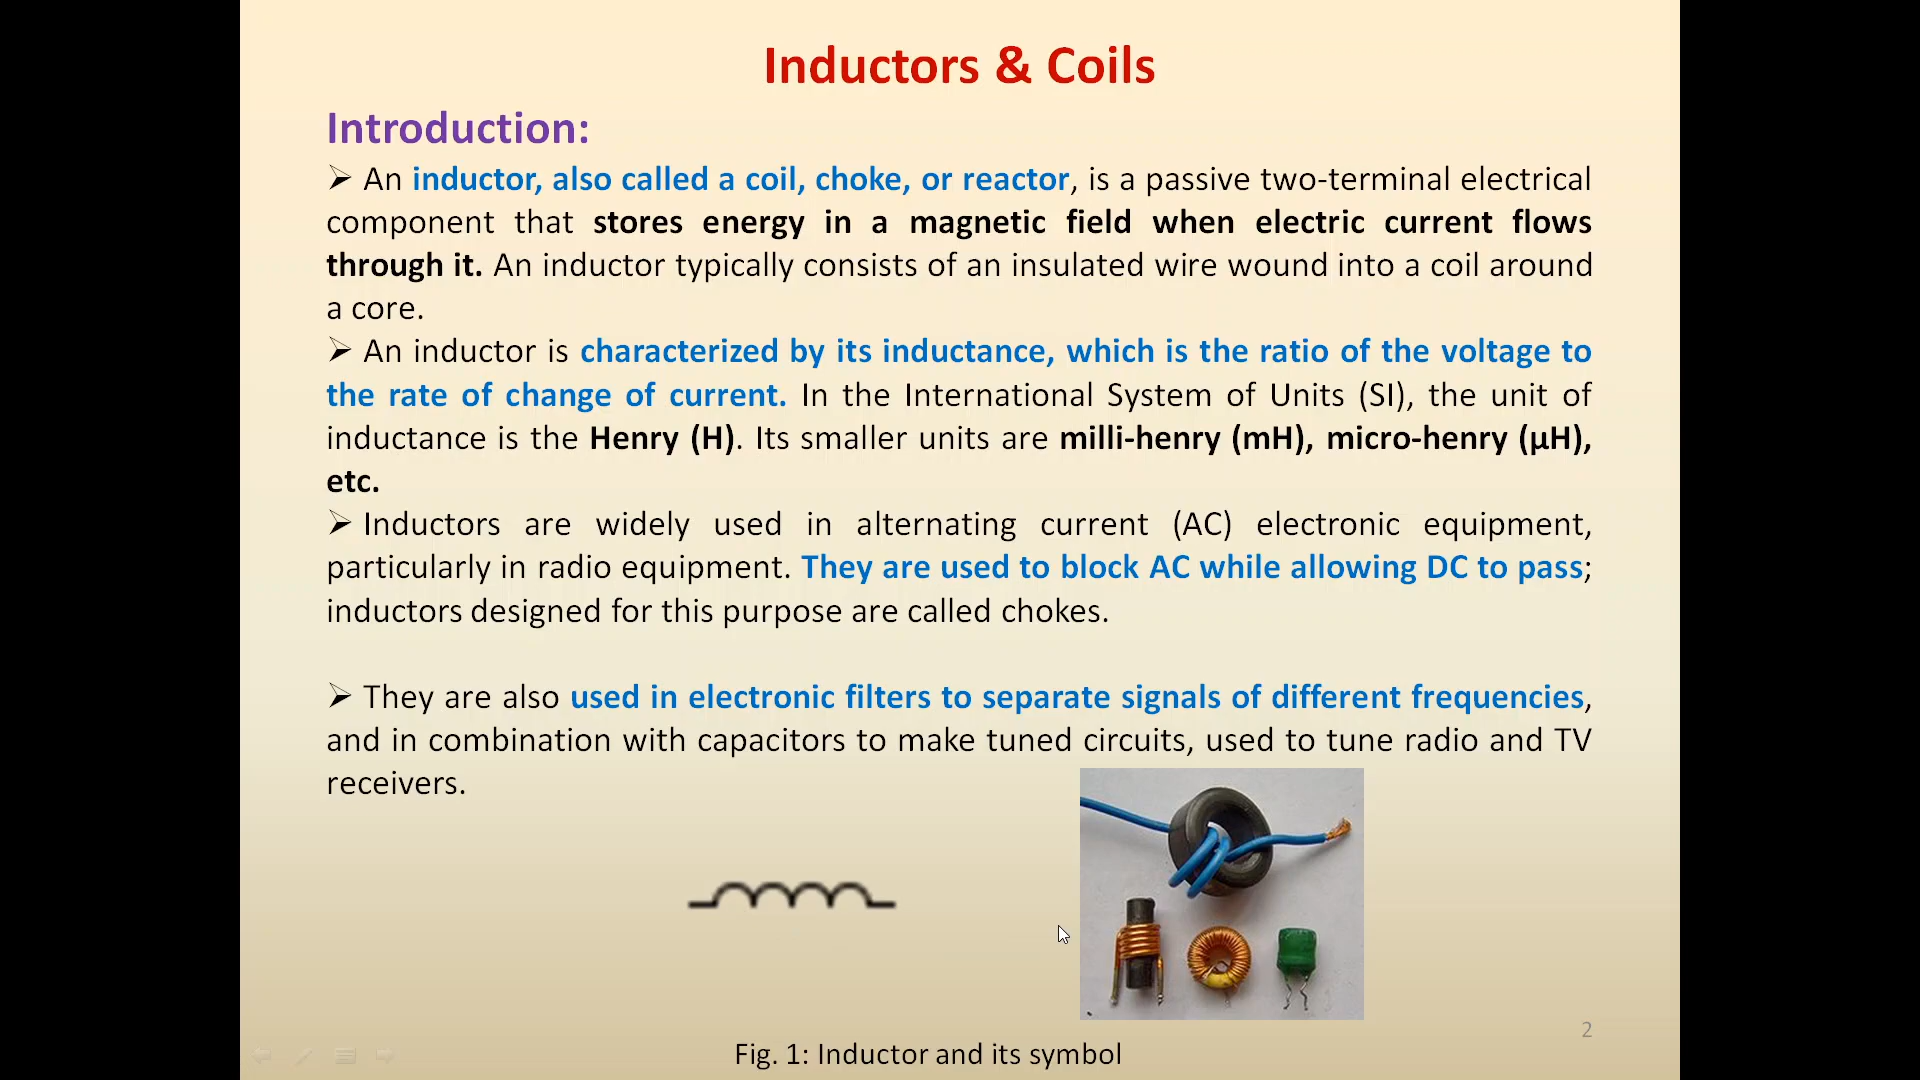 Inductors & Coils
Introduction:
➢ An inductor, also called a coil, choke, or reactor, is a passive two-terminal electrical
component that stores energy in a magnetic field when electric current flows
through it. An inductor typically consists of an insulated wire wound into a coil around
a core.
➢ An inductor is characterized by its inductance, which is the ratio of the voltage to
the rate of change of current. In the International System of Units (SI), the unit of
inductance is the Henry (H). Its smaller units are milli-henry (mH), micro-henry (µH),
etc.
➢ Inductors are widely used in alternating current (AC) electronic equipment,
particularly in radio equipment. They are used to block AC while allowing DC to pass;
inductors designed for this purpose are called chokes.
➢ They are also used in electronic filters to separate signals of different frequencies,
and in combination with capacitors to make tuned circuits, used to tune radio and TV
receivers.
2
Fig. 1: Inductor and its symbol